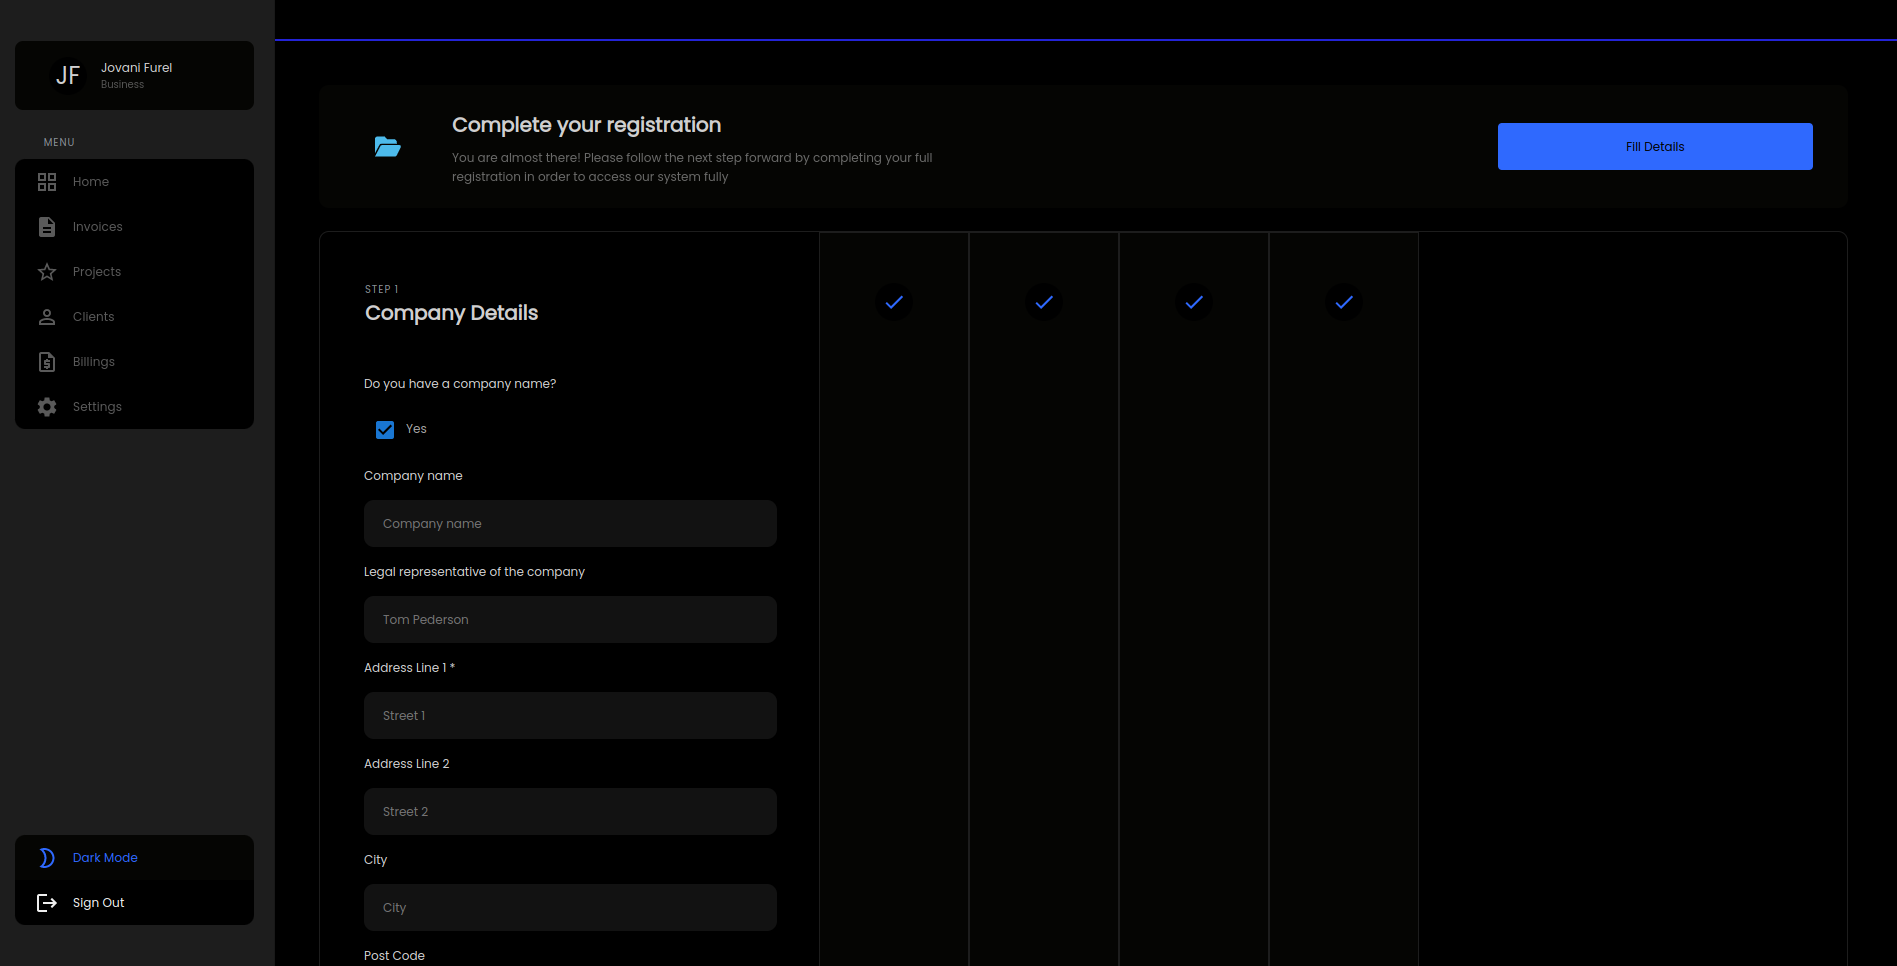 JF
Jovani Furel
Business
MENU
Home
Invoices
Projects
Clients
Billings
Settings
Dark Mode
Sign Out
Complete your registration
You are almost there! Please follow the next step forward by completing your full
registration in order to access our system fully
Fill Details
STEP 1
Company Details
Do you have a company name?
Yes
Company name
Company name
Legal representative of the company
Tom Pederson
Address Line 1 *
Street 1
Address Line 2
Street 2
City
City
Post Code